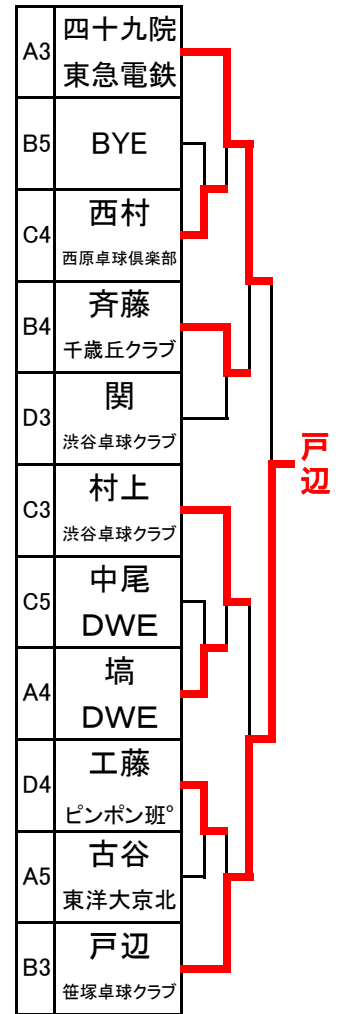 A3
四十九院
東急電鉄
B5
BYE
C4
西村
西原卓球倶楽部
B4
斉藤
千歳丘クラブ
D3
関
渋谷卓球クラブ
C3
村上
渋谷卓球クラブ
C5
中尾
DWE
A4
塙
DWE
D4
工藤
ピンポン班°
A5
古谷
東洋大京北
B3
戸辺
笹塚卓球クラブ
戸辺